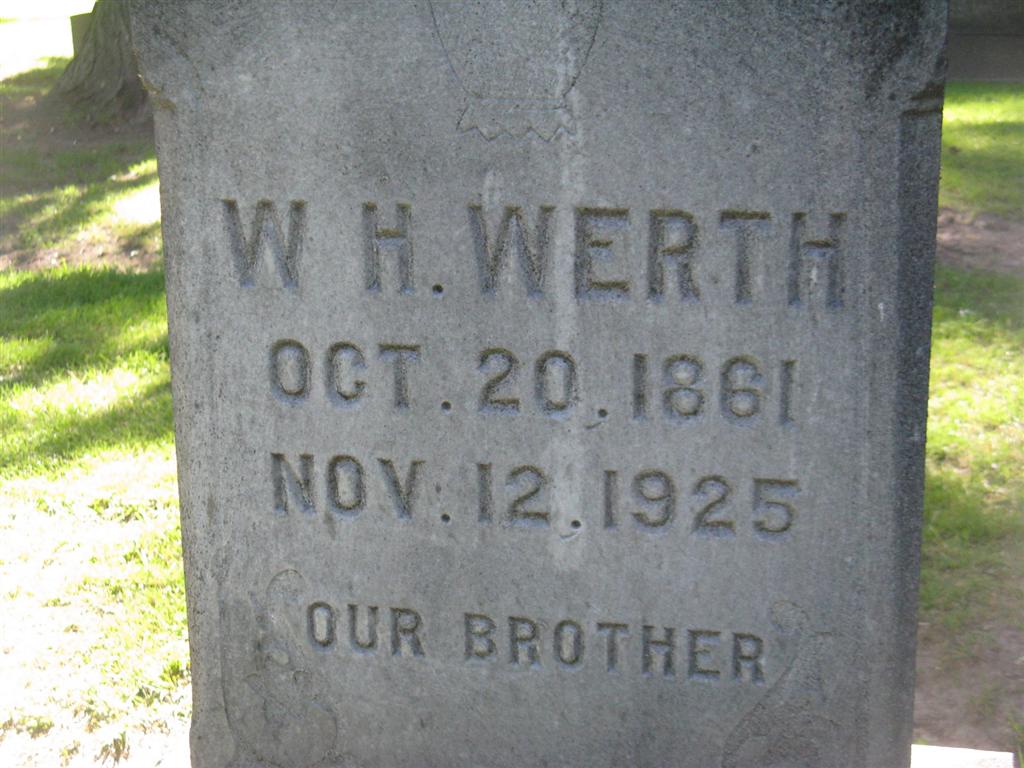 W H. WERTH
OCT. 20. 1861
NOV. 12. 1925
OUR BROTHER